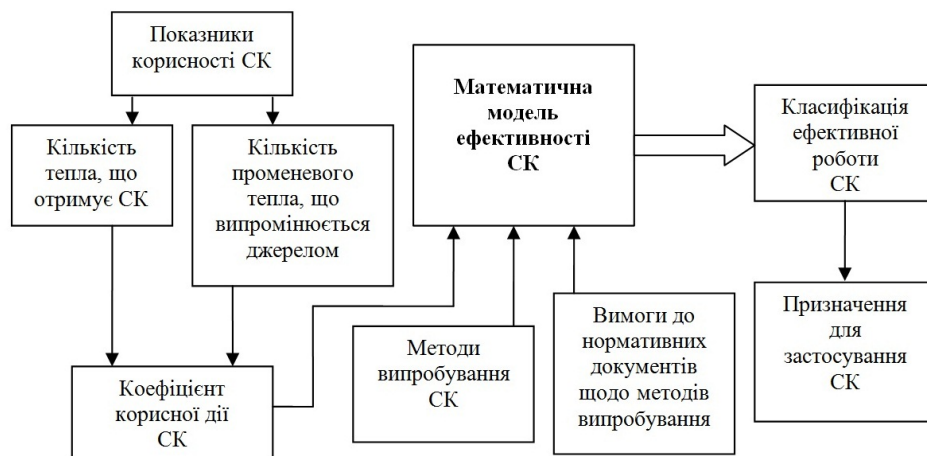 Показники
корисності СК
Кількість
тепла, що
отримує СК
Кількість
променевого
тепла, що
випромінюється
джерелом
Коефіцієнт
корисної дії
СК
Математична
модель
ефективності
СК
Методи
випробування
СК
Вимоги до
нормативних
документів
щодо методів
випробування
Класифікація
ефективної
роботи
СК
Призначення
для
застосування
СК